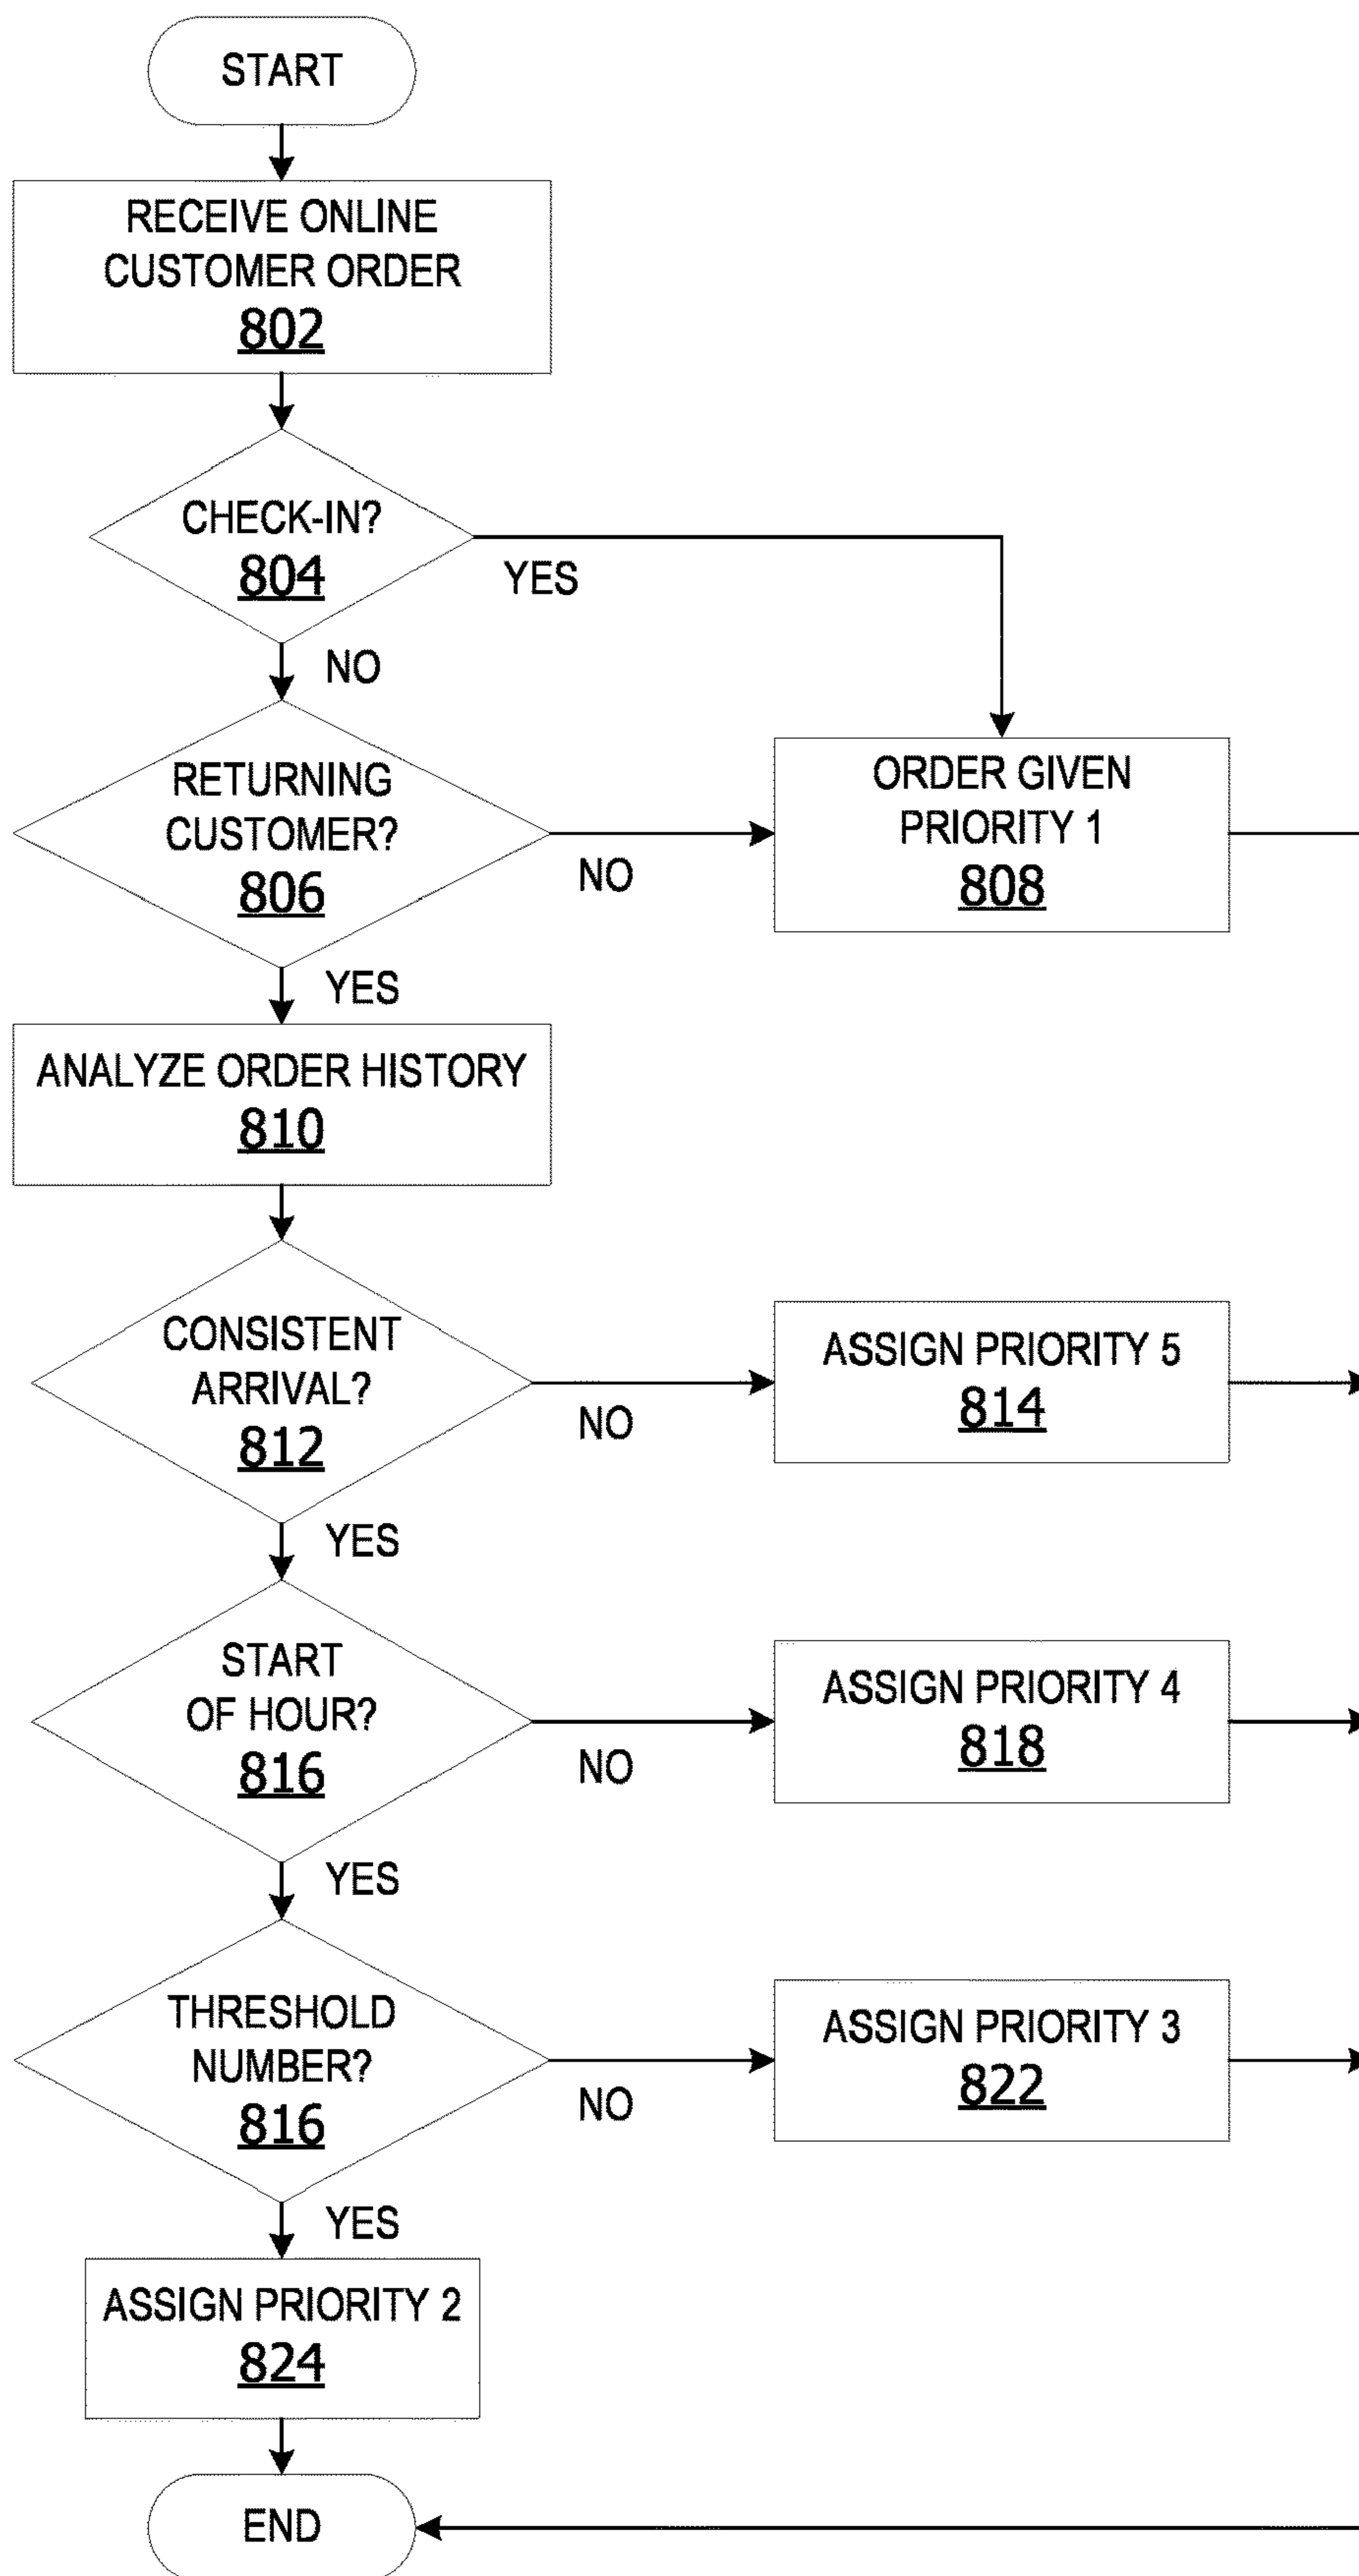 START
RECEIVE ONLINE
CUSTOMER ORDER
802
CHECK-IN?
804
YES
NO
RETURNING
CUSTOMER?
806
NO
ORDER GIVEN
PRIORITY 1
808
YES
ANALYZE ORDER HISTORY
810
CONSISTENT
ARRIVAL?
812
NO
ASSIGN PRIORITY 5
814
YES
START
OF HOUR?
816
NO
ASSIGN PRIORITY 4
818
YES
THRESHOLD
NUMBER?
816
NO
ASSIGN PRIORITY 3
822
YES
ASSIGN PRIORITY 2
824
END